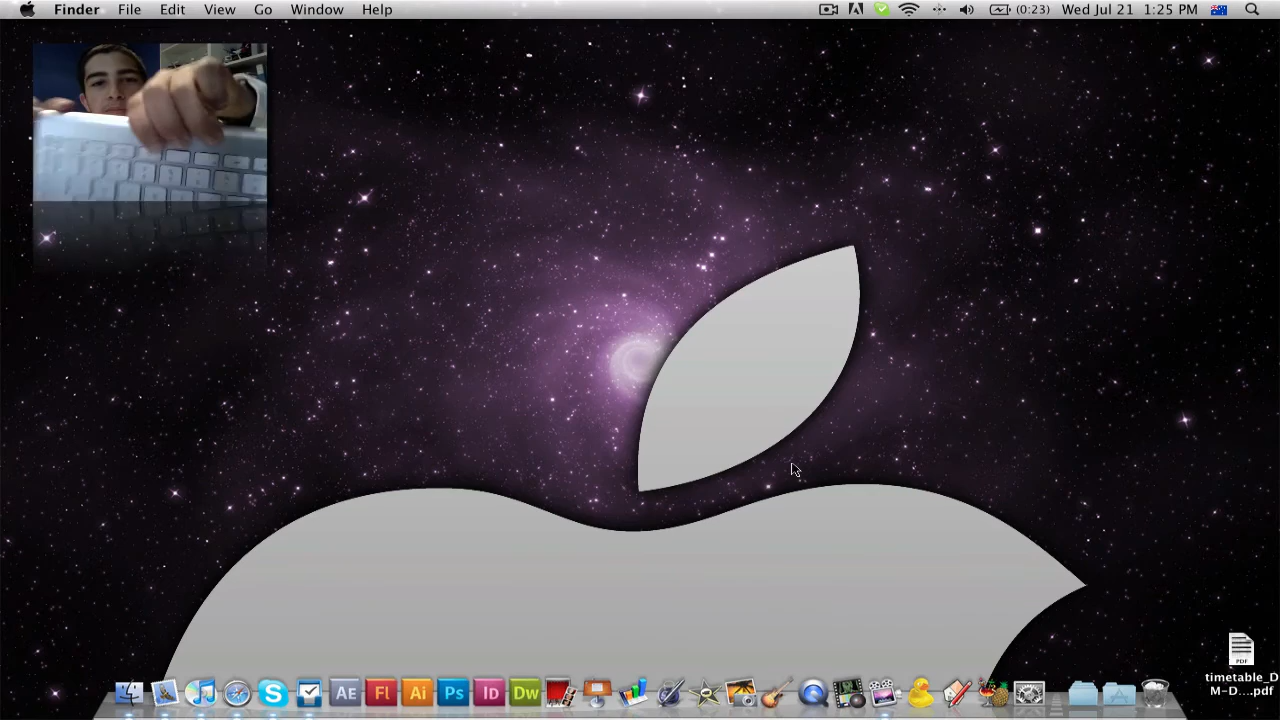 Finder File Edit View Go Window Help (0:23) Wed Jul 21 1:25 PM
AE Fl Ai Ps Id Dw
PDF
timetable_D
M-D....pdf